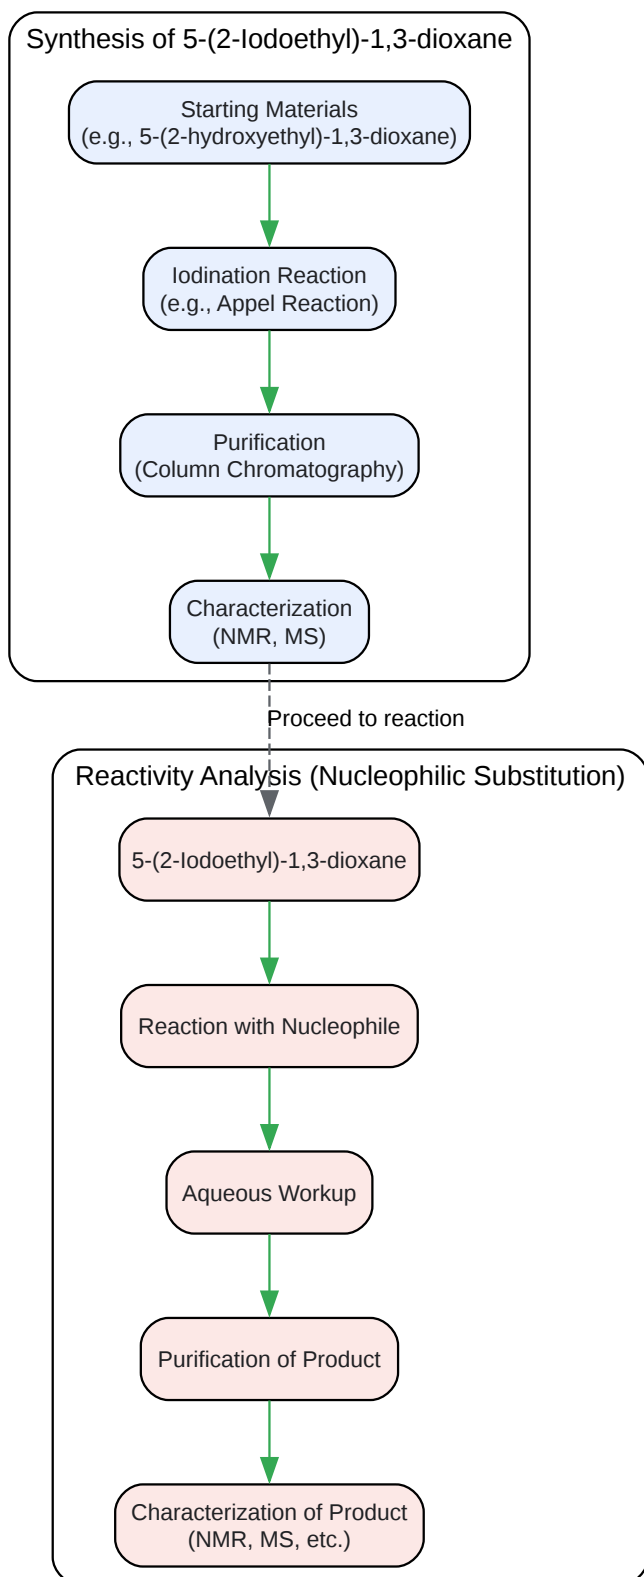 Synthesis of 5-(2-Iodoethyl)-1,3-dioxane
Starting Materials
(e.g., 5-(2-hydroxyethyl)-1,3-dioxane)
Iodination Reaction
(e.g., Appel Reaction)
Purification
(Column Chromatography)
Characterization
(NMR, MS)
Proceed to reaction
Reactivity Analysis (Nucleophilic Substitution)
5-(2-Iodoethyl)-1,3-dioxane
Reaction with Nucleophile
Aqueous Workup
Purification of Product
Characterization of Product
(NMR, MS, etc.)